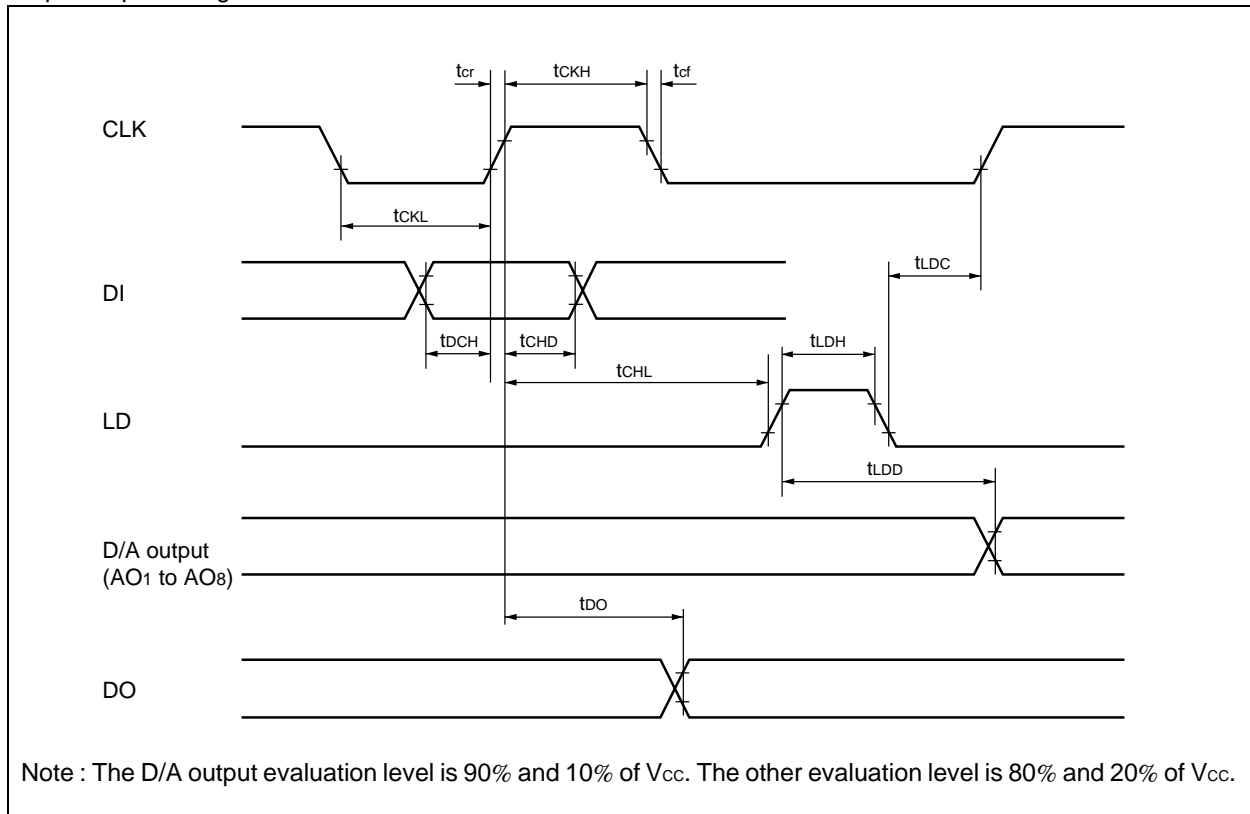 tcr
tCKH
tcf
CLK
tCKL
tLDC
DI
tDCH
tCHD
tLDH
tCHL
LD
tLDD
D/A output
(AO1 to AO8)
tDO
DO
Note : The D/A output evaluation level is 90% and 10% of VCC. The other evaluation level is 80% and 20% of VCC.